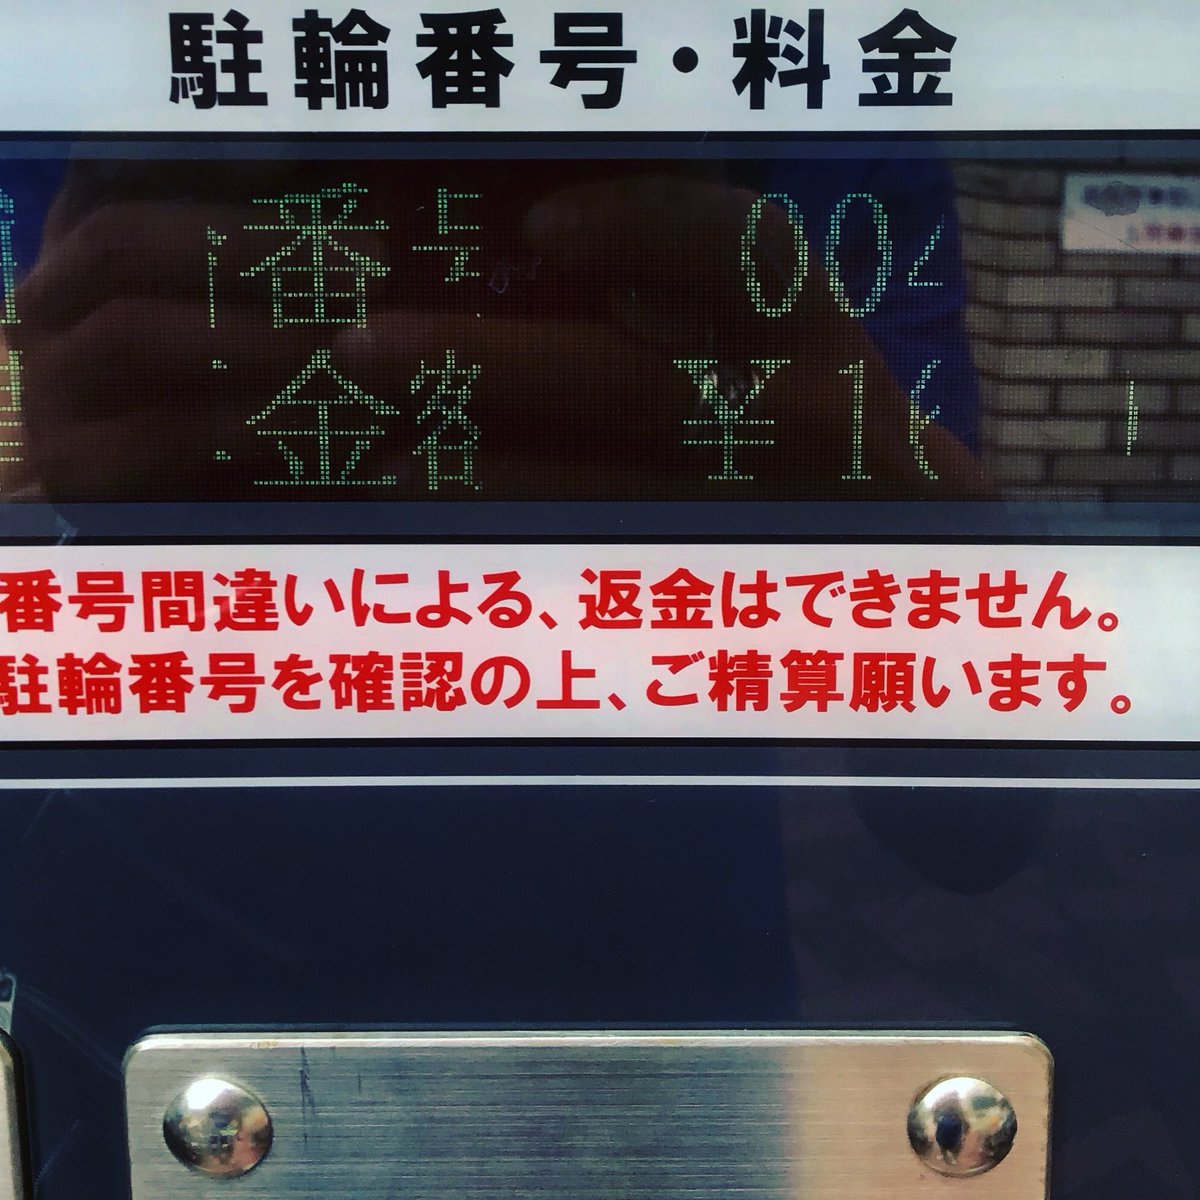 駐輪番号・料金
番号 004
金額 ¥1
番号間違いによる、返金はできません。
駐輪番号を確認の上、ご精算願います。